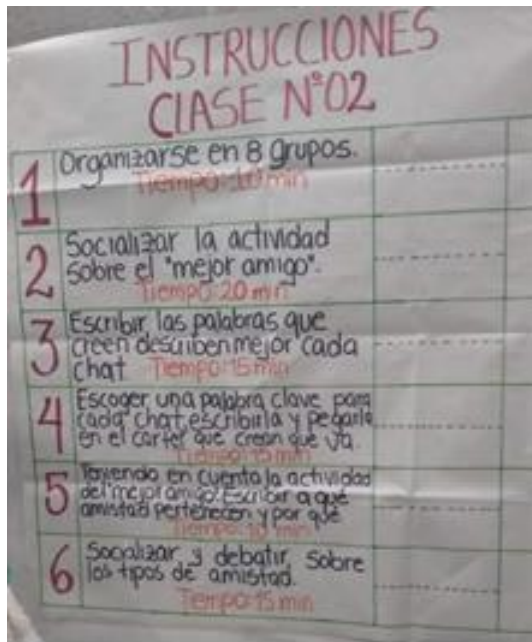 INSTRUCCIONES
CLASE N°02
1 Organizarse en 8 grupos.
Tiempo: 10 min
2 Socializar la actividad
sobre el "mejor amigo".
Tiempo: 20 min
3 Escribir las palabras que
creen describen mejor cada
chat Tiempo: 15 min
4 Escoger una palabra clave para
cada chat, escribirla y pegarla
en el cartel que crean que va.
Tiempo: 15 min
5 Teniendo en cuenta la actividad
del mejor amigo. Escribir a qué
amistad pertenecen y por qué
Tiempo: 10 min
6 Socializar y debatir sobre
los tipos de amistad.
Tiempo: 15 min